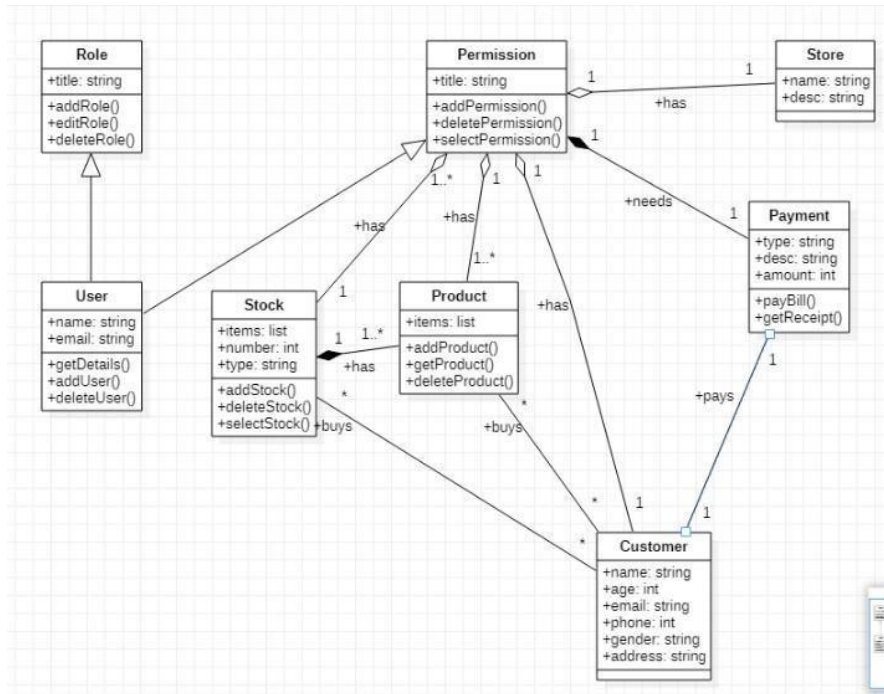 Role
+title: string
+addRole()
+editRole()
+deleteRole()
Permission
+title: string
+addPermission()
+deletePermission()
+selectPermission()
Store
+name: string
+desc: string
1
1
+has
1
+needs
1
Payment
+type: string
+desc: string
+amount: int
+payBill()
+getReceipt()
1..*
+has
1
1
+has
1..*
1
+has
1
User
+name: string
+email: string
+getDetails()
+addUser()
+deleteUser()
Stock
+items: list
+number: int
+type: string
+addStock()
+deleteStock()
+selectStock()
1
1..*
+has
Product
+items: list
+addProduct()
+getProduct()
+deleteProduct()
*
+buys
*
*
+buys
*
1
+pays
1
Customer
+name: string
+age: int
+email: string
+phone: int
+gender: string
+address: string